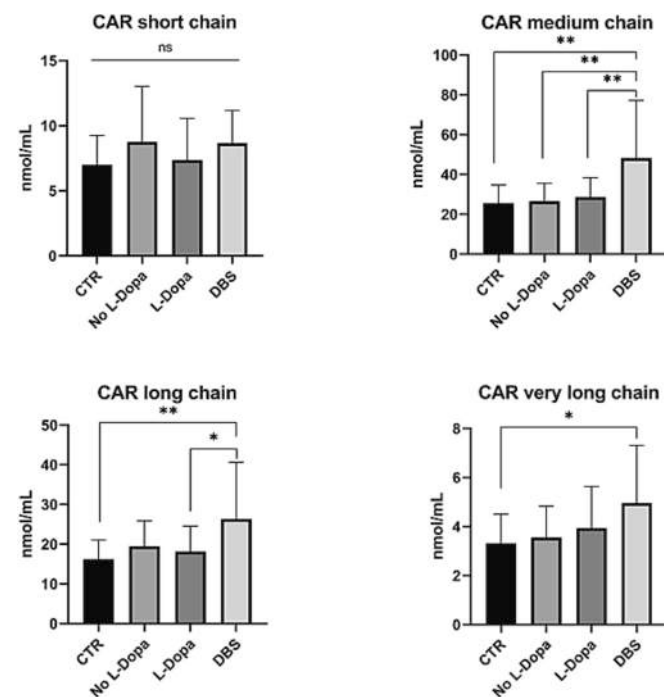 CAR short chain
ns
nmol/mL
15
10
5
0
CTR
No L-Dopa
L-Dopa
DBS
CAR medium chain
**
**
**
nmol/mL
100
80
60
40
20
0
CTR
No L-Dopa
L-Dopa
DBS
CAR long chain
**
*
nmol/mL
50
40
30
20
10
0
CTR
No L-Dopa
L-Dopa
DBS
CAR very long chain
*
nmol/mL
8
6
4
2
0
CTR
No L-Dopa
L-Dopa
DBS